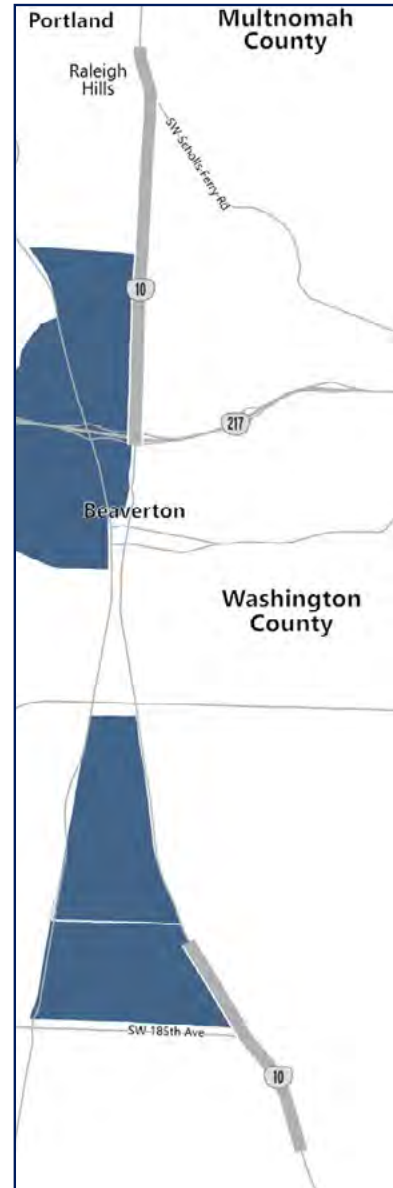 Portland
Multnomah
County
Raleigh
Hills
SW Scholls Ferry Rd
10
217
Beaverton
Washington
County
SW 185th Ave
10